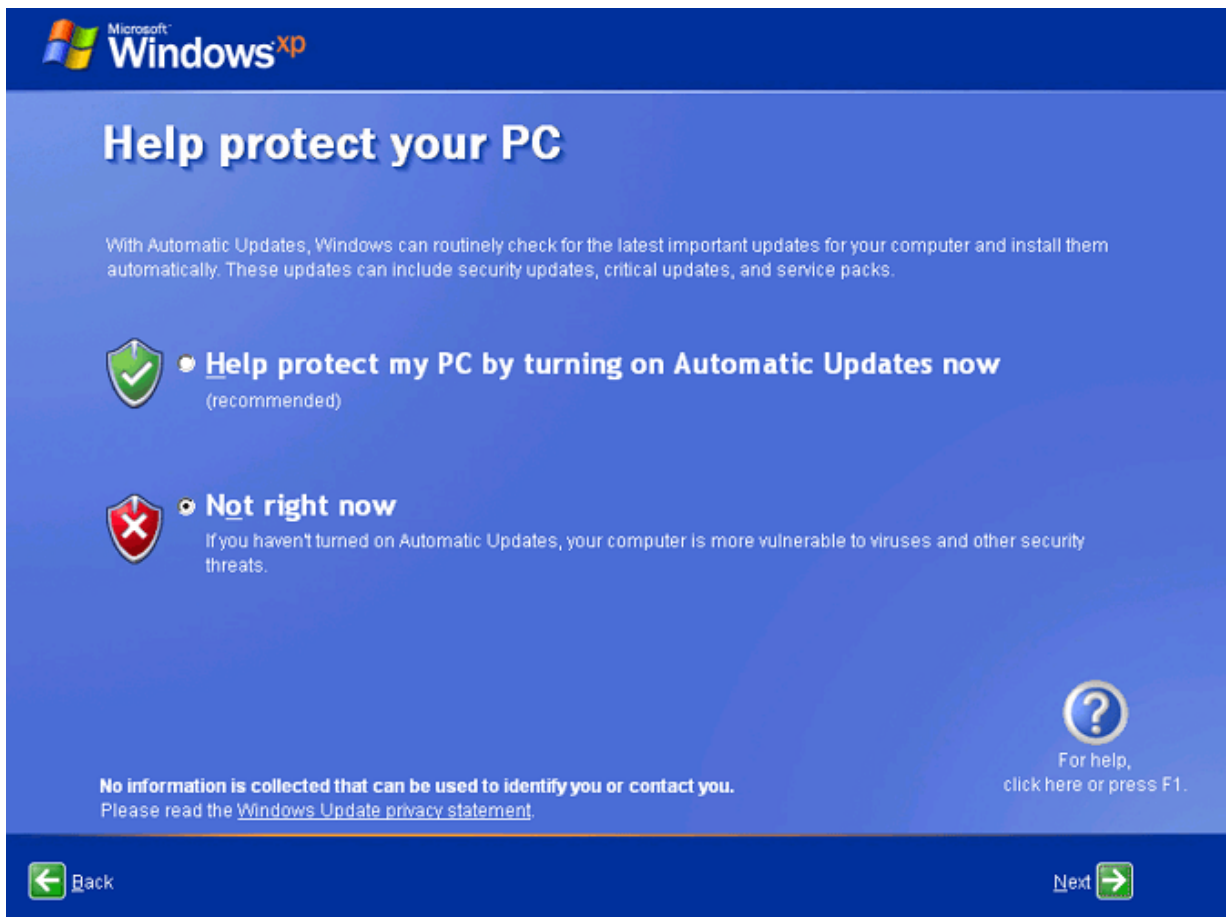 Microsoft
Windows xp
Help protect your PC
With Automatic Updates, Windows can routinely check for the latest important updates for your computer and install them
automatically. These updates can include security updates, critical updates, and service packs.
Help protect my PC by turning on Automatic Updates now
(recommended)
Not right now
If you haven't turned on Automatic Updates, your computer is more vulnerable to viruses and other security
threats.
For help,
click here or press F1.
No information is collected that can be used to identify you or contact you.
Please read the Windows Update privacy statement.
Back
Next